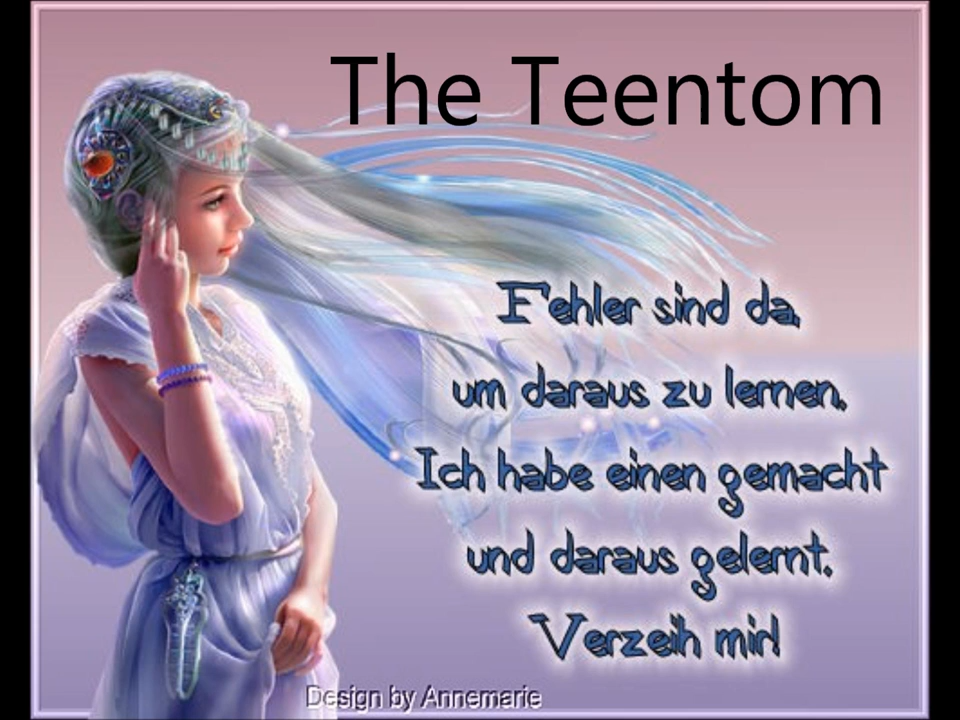 The Teentom
Fehler sind da,
um daraus zu lernen.
Ich habe einen gemacht
und daraus gelernt.
Verzeih mir!
Design by Annemarie